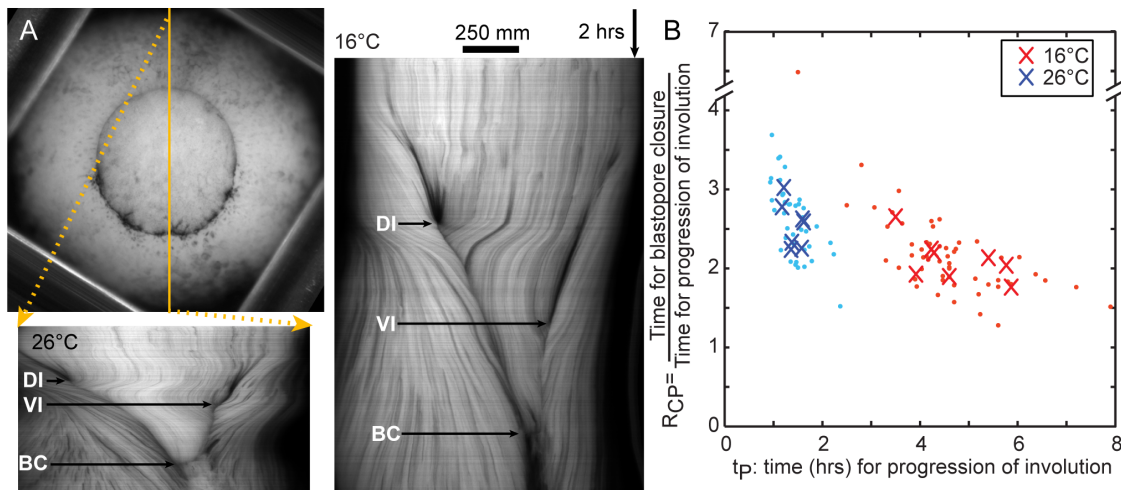 A
26°C
DI
VI
BC
16°C
250 mm
2 hrs
DI
VI
BC
B
16°C
26°C
R_CP= Time for blastopore closure
Time for progression of involution
7
4
3
2
1
0
0
2
4
6
8
t_P: time (hrs) for progression of involution